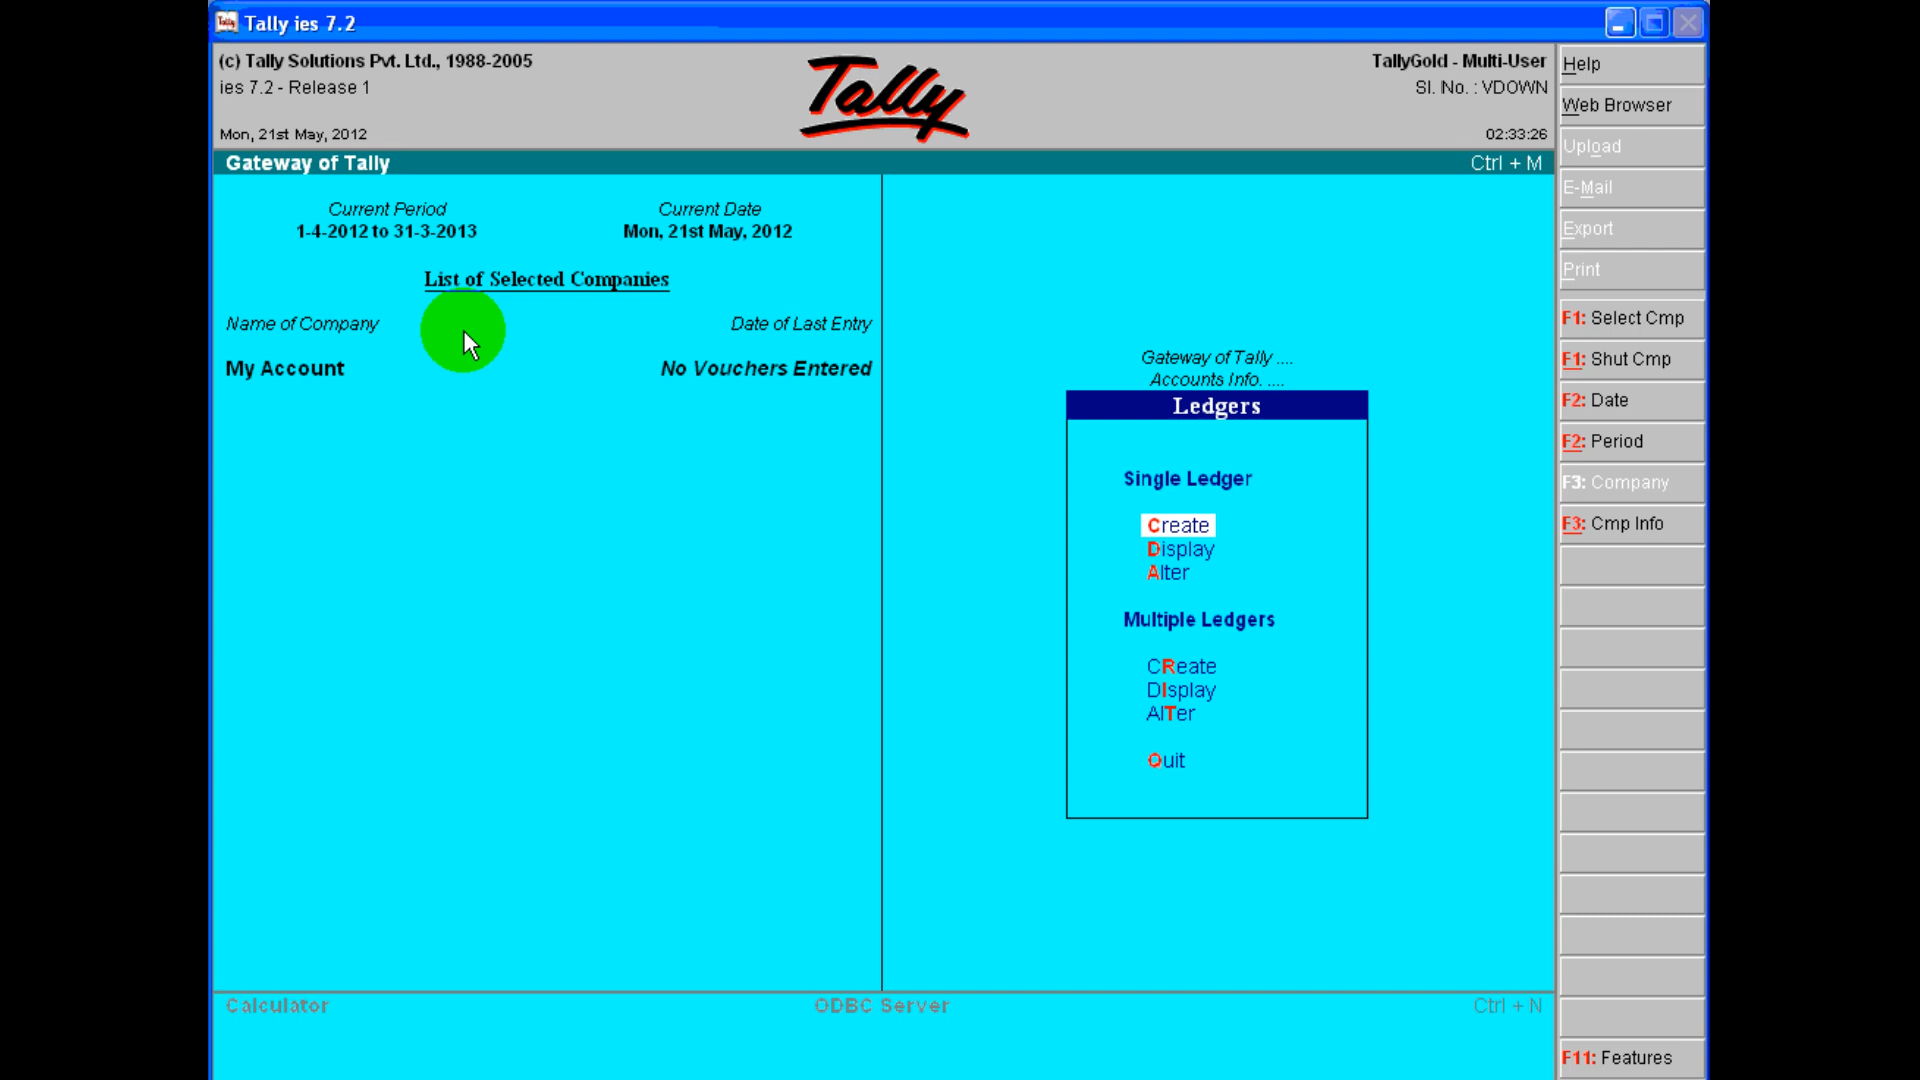 Tally ies 7.2
(c) Tally Solutions Pvt. Ltd., 1988-2005
ies 7.2 - Release 1
Mon, 21st May, 2012
Tally
TallyGold - Multi-User
Sl. No. : VDOWN
02:33:26
Gateway of Tally
Ctrl + M
Current Period
1-4-2012 to 31-3-2013
Current Date
Mon, 21st May, 2012
List of Selected Companies
Name of Company
Date of Last Entry
My Account
No Vouchers Entered
Gateway of Tally ....
Accounts Info. ....
Ledgers
Single Ledger
Create
Display
Alter
Multiple Ledgers
CReate
DIsplay
AlTer
Quit
Calculator
ODBC Server
Ctrl + N
Help
Web Browser
Upload
E-Mail
Export
Print
F1: Select Cmp
F1: Shut Cmp
F2: Date
F2: Period
F3: Company
F3: Cmp Info
F11: Features